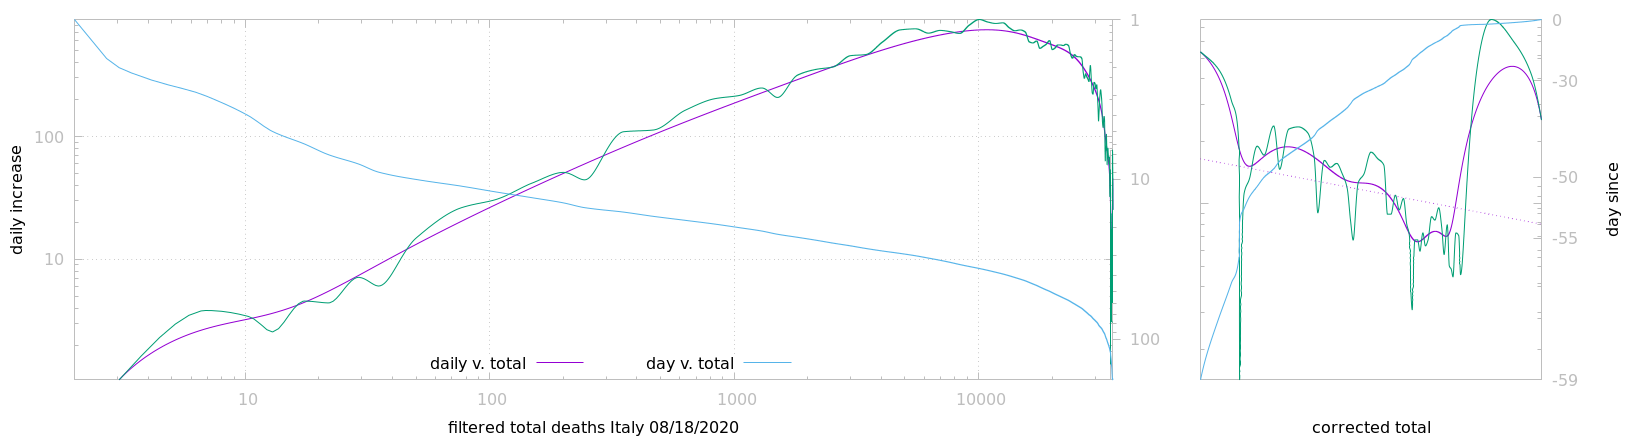 daily increase
100
10
10
100
1000
10000
1
10
100
daily v. total
day v. total
filtered total deaths Italy 08/18/2020
0
-30
-50
-55
-59
day since
corrected total